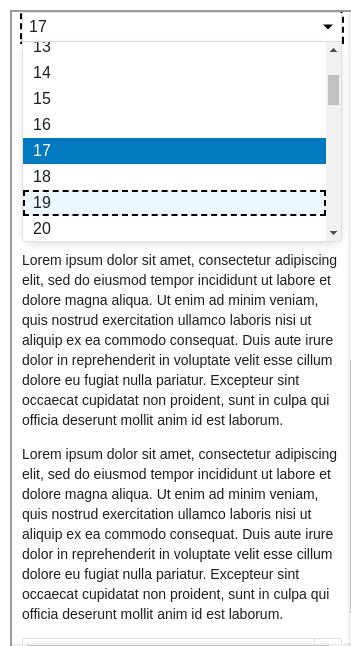 17
13
14
15
16
17
18
19
20
Lorem ipsum dolor sit amet, consectetur adipiscing
elit, sed do eiusmod tempor incididunt ut labore et
dolore magna aliqua. Ut enim ad minim veniam,
quis nostrud exercitation ullamco laboris nisi ut
aliquip ex ea commodo consequat. Duis aute irure
dolor in reprehenderit in voluptate velit esse cillum
dolore eu fugiat nulla pariatur. Excepteur sint
occaecat cupidatat non proident, sunt in culpa qui
officia deserunt mollit anim id est laborum.
Lorem ipsum dolor sit amet, consectetur adipiscing
elit, sed do eiusmod tempor incididunt ut labore et
dolore magna aliqua. Ut enim ad minim veniam,
quis nostrud exercitation ullamco laboris nisi ut
aliquip ex ea commodo consequat. Duis aute irure
dolor in reprehenderit in voluptate velit esse cillum
dolore eu fugiat nulla pariatur. Excepteur sint
occaecat cupidatat non proident, sunt in culpa qui
officia deserunt mollit anim id est laborum.